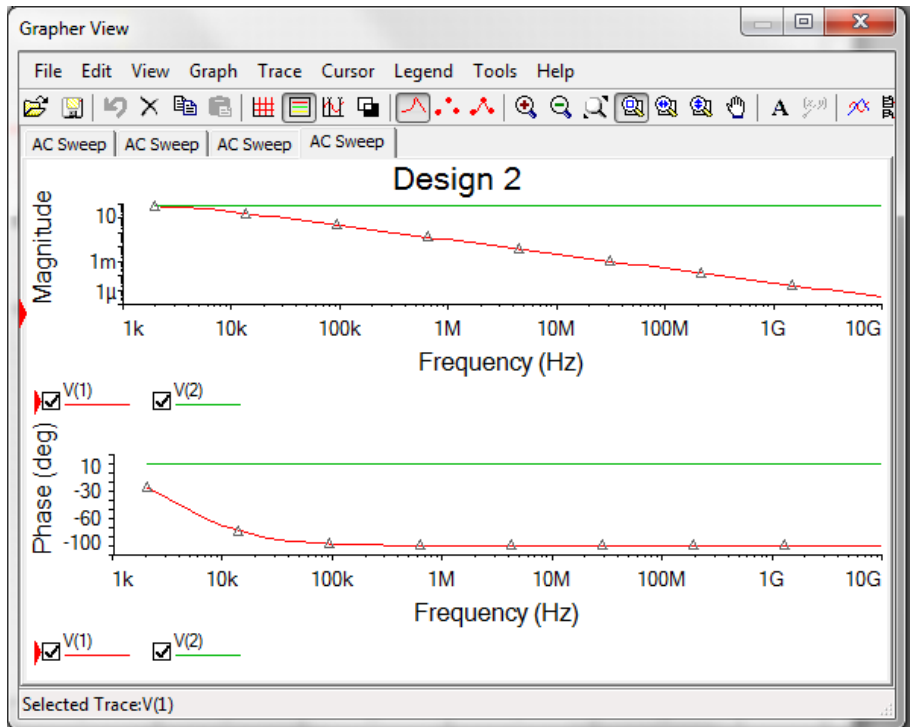 Grapher View
File Edit View Graph Trace Cursor Legend Tools Help
A (x,y)
AC Sweep AC Sweep AC Sweep AC Sweep
Design 2
Magnitude
10
1m
1µ
1k 10k 100k 1M 10M 100M 1G 10G
Frequency (Hz)
V(1) V(2)
Phase (deg)
10
-30
-60
-100
1k 10k 100k 1M 10M 100M 1G 10G
Frequency (Hz)
V(1) V(2)
Selected Trace:V(1)